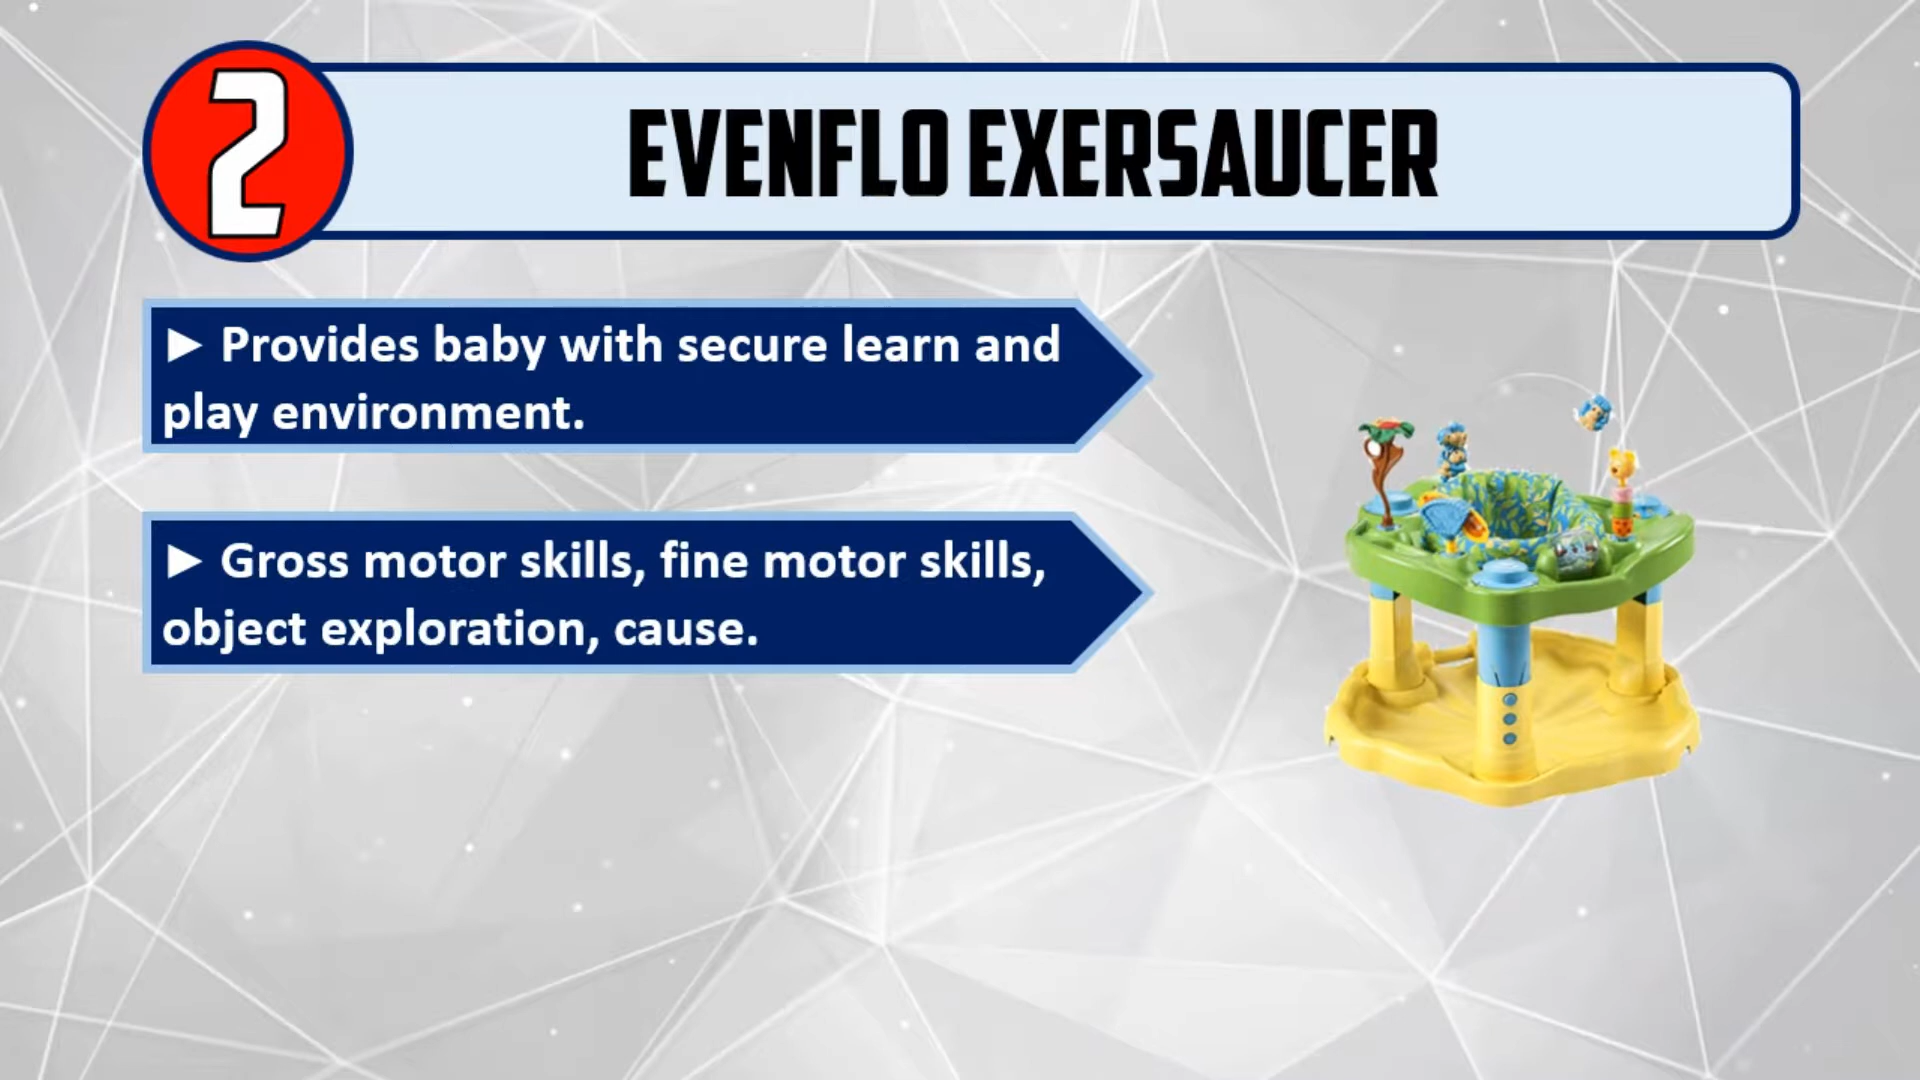 2
EVENFLO EXERSAUCER
► Provides baby with secure learn and
play environment.
► Gross motor skills, fine motor skills,
object exploration, cause.